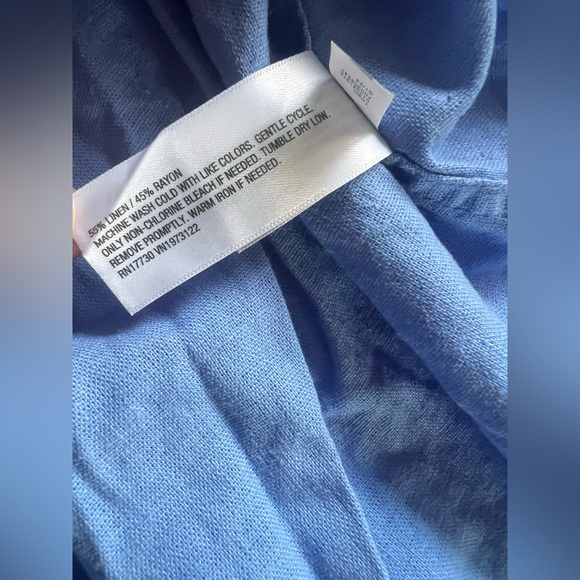 55% LINEN / 45% RAYON
MACHINE WASH COLD WITH LIKE COLORS. GENTLE CYCLE.
ONLY NON-CHLORINE BLEACH IF NEEDED. TUMBLE DRY LOW.
REMOVE PROMPTLY. WARM IRON IF NEEDED.
RN17730 VN1973122